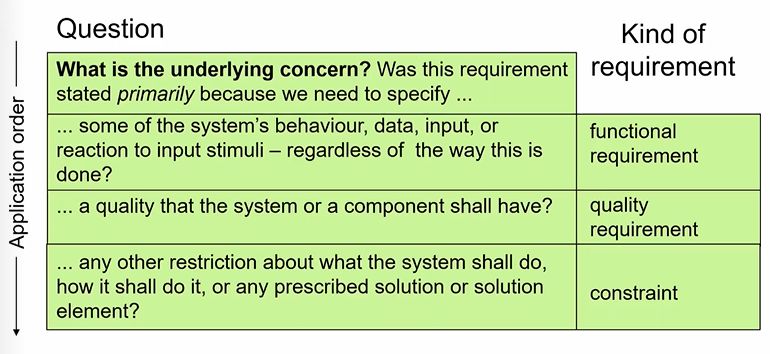 Question
Kind of
requirement
Application order
What is the underlying concern? Was this requirement
stated primarily because we need to specify ...
... some of the system's behaviour, data, input, or
reaction to input stimuli – regardless of the way this is
done?
functional
requirement
... a quality that the system or a component shall have?
quality
requirement
... any other restriction about what the system shall do,
how it shall do it, or any prescribed solution or solution
element?
constraint